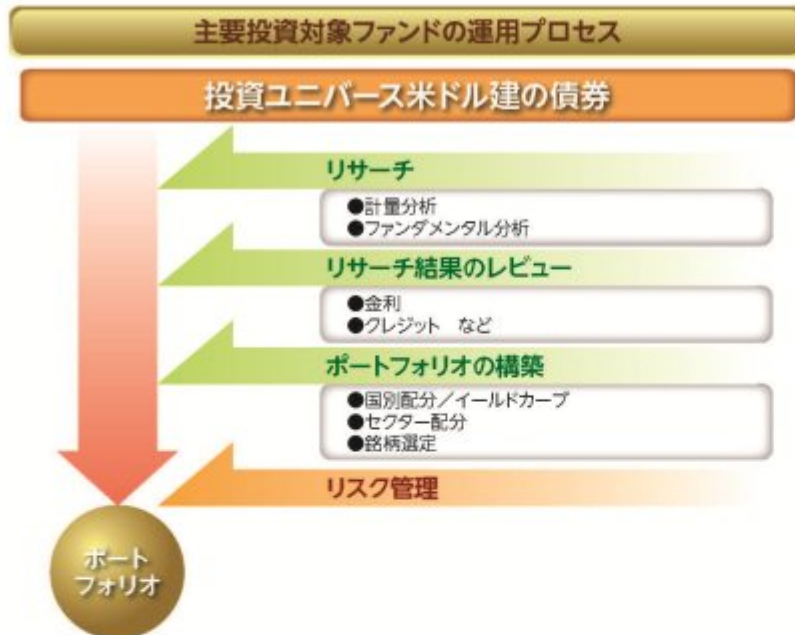 主要投資対象ファンドの運用プロセス
投資ユニバース米ドル建の債券
リサーチ
●計量分析
●ファンダメンタル分析
リサーチ結果のレビュー
●金利
●クレジット　など
ポートフォリオの構築
●国別配分／イールドカーブ
●セクター配分
●銘柄選定
リスク管理
ポート
フォリオ